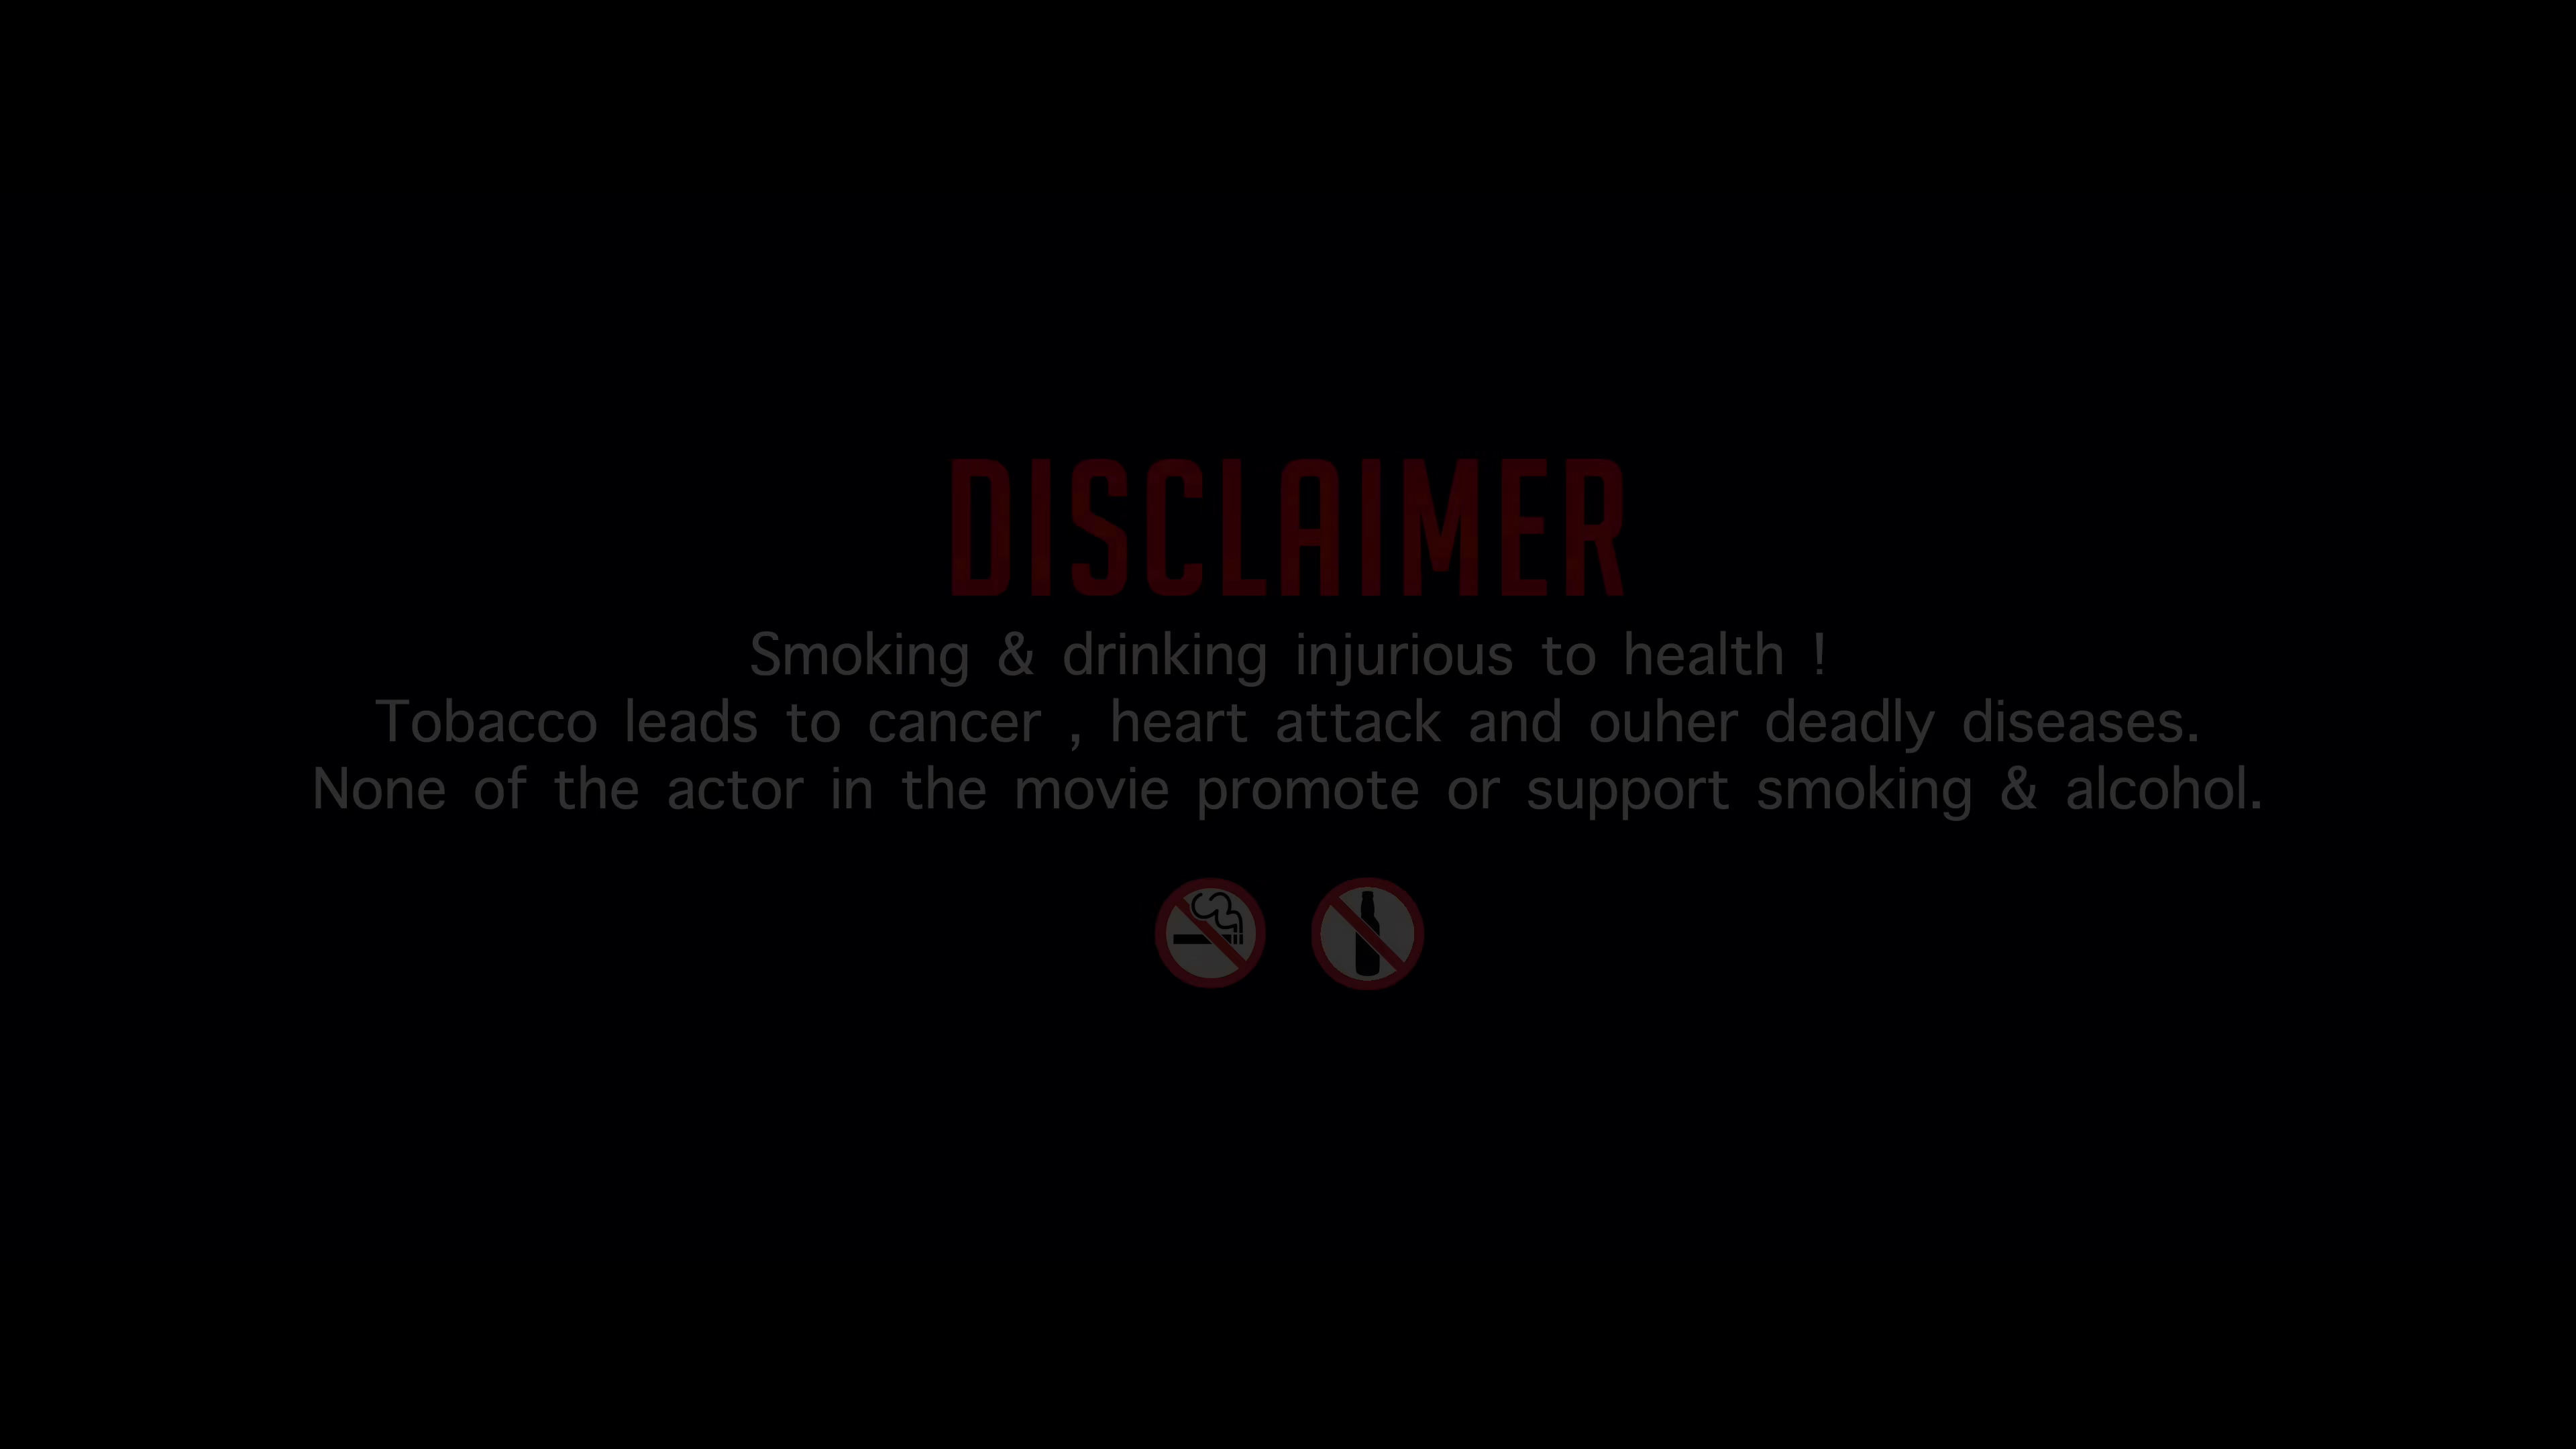 DISCLAIMER
Smoking & drinking injurious to health !
Tobacco leads to cancer , heart attack and ouher deadly diseases.
None of the actor in the movie promote or support smoking & alcohol.